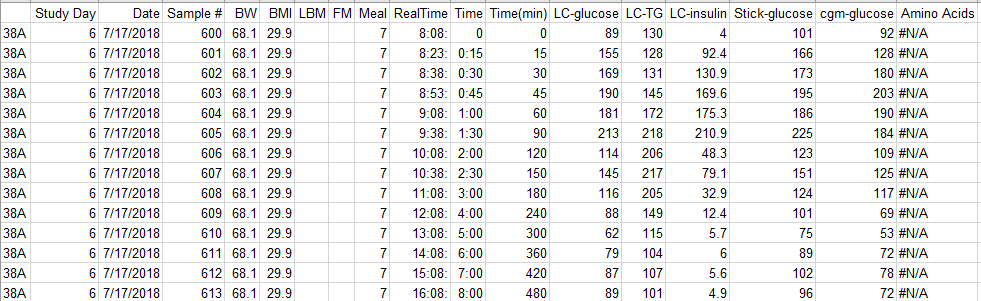 Study Day Date Sample # BW BMI LBM FM Meal RealTime Time Time(min) LC-glucose LC-TG LC-insulin Stick-glucose cgm-glucose Amino Acids
38A 6 7/17/2018 600 68.1 29.9 7 8:08: 0 0 89 130 4 101 92 #N/A
38A 6 7/17/2018 601 68.1 29.9 7 8:23: 0:15 15 155 128 92.4 166 128 #N/A
38A 6 7/17/2018 602 68.1 29.9 7 8:38: 0:30 30 169 131 130.9 173 180 #N/A
38A 6 7/17/2018 603 68.1 29.9 7 8:53: 0:45 45 190 145 169.6 195 203 #N/A
38A 6 7/17/2018 604 68.1 29.9 7 9:08: 1:00 60 181 172 175.3 186 190 #N/A
38A 6 7/17/2018 605 68.1 29.9 7 9:38: 1:30 90 213 218 210.9 225 184 #N/A
38A 6 7/17/2018 606 68.1 29.9 7 10:08: 2:00 120 114 206 48.3 123 109 #N/A
38A 6 7/17/2018 607 68.1 29.9 7 10:38: 2:30 150 145 217 79.1 151 125 #N/A
38A 6 7/17/2018 608 68.1 29.9 7 11:08: 3:00 180 116 205 32.9 124 117 #N/A
38A 6 7/17/2018 609 68.1 29.9 7 12:08: 4:00 240 88 149 12.4 101 69 #N/A
38A 6 7/17/2018 610 68.1 29.9 7 13:08: 5:00 300 62 115 5.7 75 53 #N/A
38A 6 7/17/2018 611 68.1 29.9 7 14:08: 6:00 360 79 104 6 89 72 #N/A
38A 6 7/17/2018 612 68.1 29.9 7 15:08: 7:00 420 87 107 5.6 102 78 #N/A
38A 6 7/17/2018 613 68.1 29.9 7 16:08: 8:00 480 89 101 4.9 96 72 #N/A